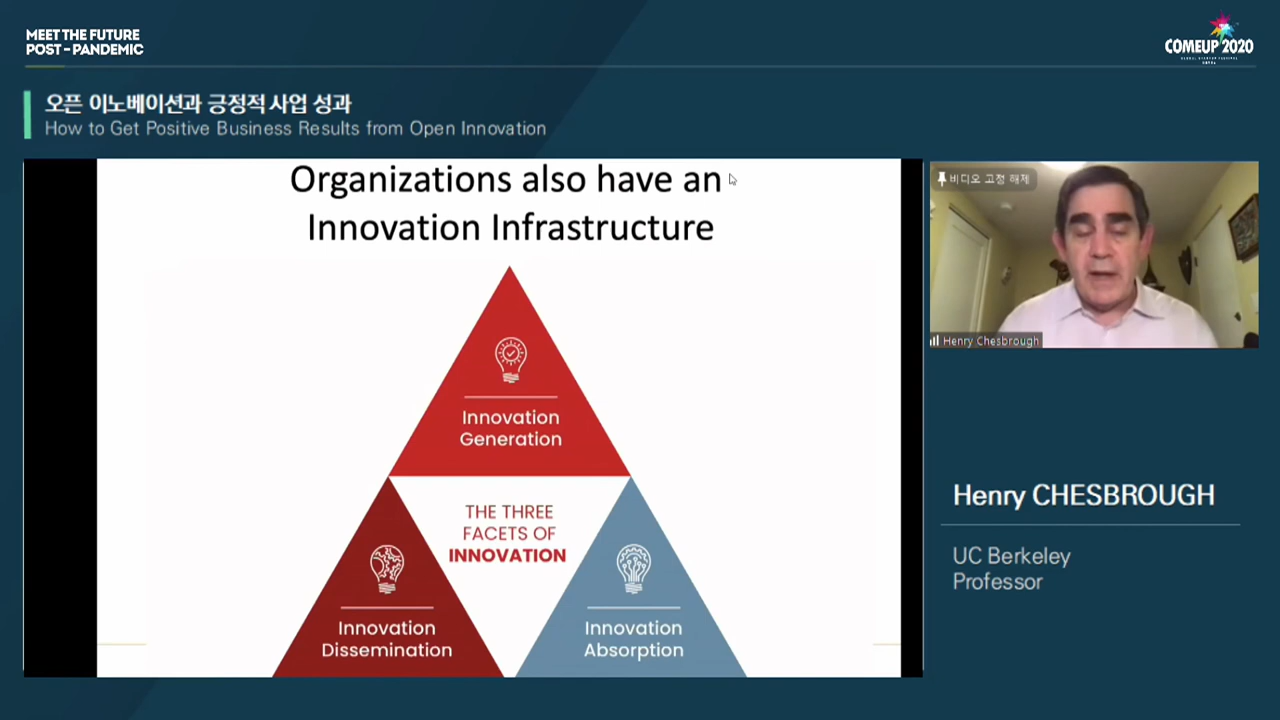 MEET THE FUTURE
POST-PANDEMIC
COMEUP 2020
오픈 이노베이션과 긍정적 사업 성과
How to Get Positive Business Results from Open Innovation
Organizations also have an
Innovation Infrastructure
Innovation
Generation
THE THREE
FACETS OF
INNOVATION
Innovation
Dissemination
Innovation
Absorption
비디오 고정 해제
Henry Chesbrough
Henry CHESBROUGH
UC Berkeley
Professor